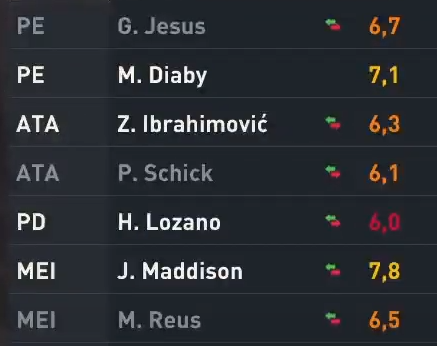 PE G. Jesus 6,7
PE M. Diaby 7,1
ATA Z. Ibrahimović 6,3
ATA P. Schick 6,1
PD H. Lozano 6,0
MEI J. Maddison 7,8
MEI M. Reus 6,5